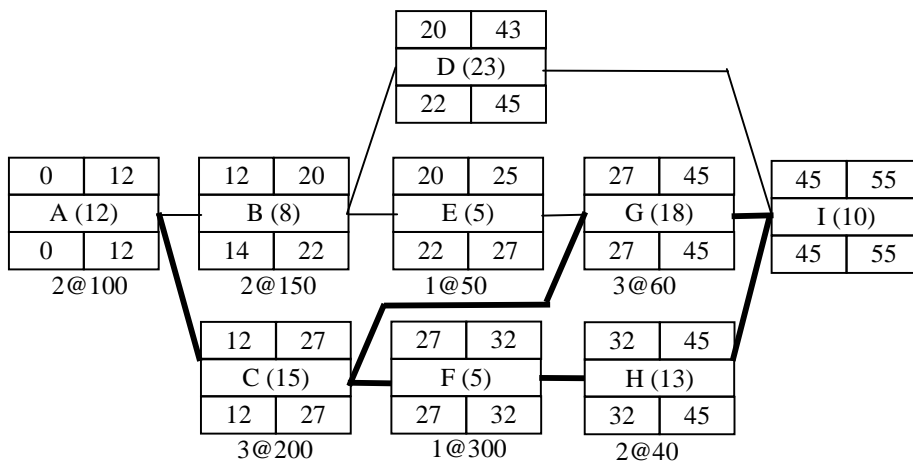 20 43
D (23)
22 45
0 12
A (12)
0 12
2@100
12 20
B (8)
14 22
2@150
20 25
E (5)
22 27
1@50
27 45
G (18)
27 45
3@60
45 55
I (10)
45 55
12 27
C (15)
12 27
3@200
27 32
F (5)
27 32
1@300
32 45
H (13)
32 45
2@40